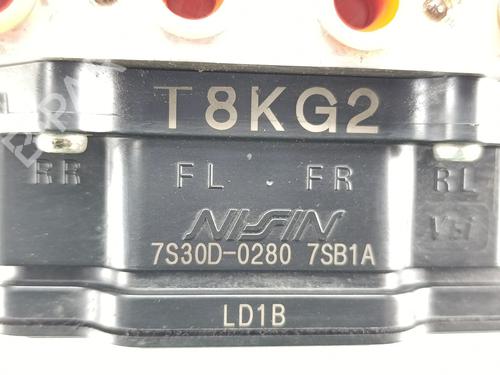 T8KG2
RR FL FR RL
NISSIN
7S30D-0280 7SB1A
LD1B